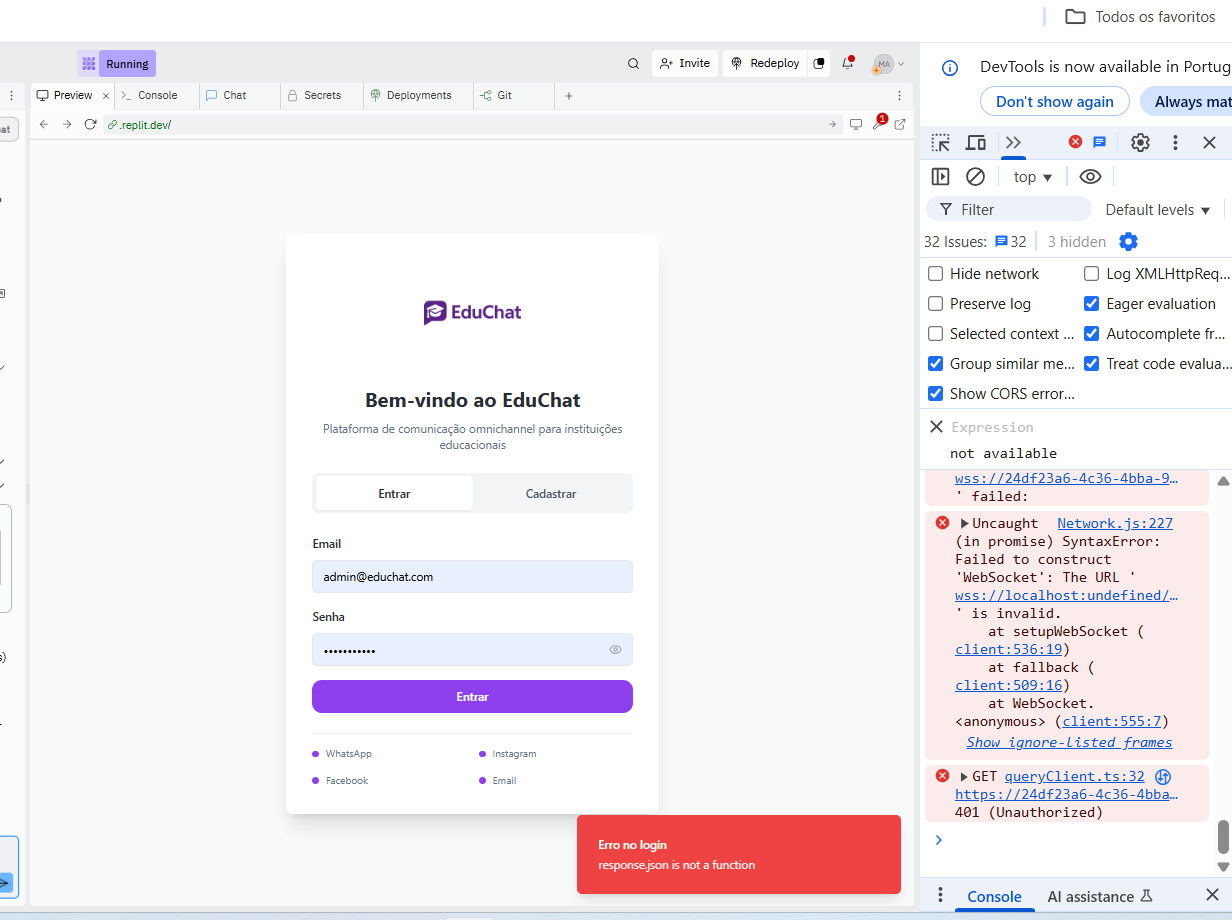 Todos os favoritos
Running
Invite
Redeploy
MA
Preview
Console
Chat
Secrets
Deployments
Git
.replit.dev/
1
EduChat
Bem-vindo ao EduChat
Plataforma de comunicação omnichannel para instituições
educacionais
Entrar
Cadastrar
Email
admin@educhat.com
Senha
•••••••••••
Entrar
WhatsApp
Instagram
Facebook
Email
Erro no login
response.json is not a function
DevTools is now available in Portug
Don't show again
Always mat
top
Filter
Default levels
32 Issues: 32
3 hidden
Hide network
Log XMLHttpReq...
Preserve log
Eager evaluation
Selected context ...
Autocomplete fr...
Group similar me...
Treat code evalua...
Show CORS error...
Expression
not available
wss://24df23a6-4c36-4bba-9…
' failed:
Uncaught Network.js:227
(in promise) SyntaxError:
Failed to construct
'WebSocket': The URL '
wss://localhost:undefined/…
' is invalid.
at setupWebSocket (
client:536:19)
at fallback (
client:509:16)
at WebSocket.
<anonymous> (client:555:7)
Show ignore-listed frames
GET queryClient.ts:32
https://24df23a6-4c36-4bba…
401 (Unauthorized)
Console
AI assistance